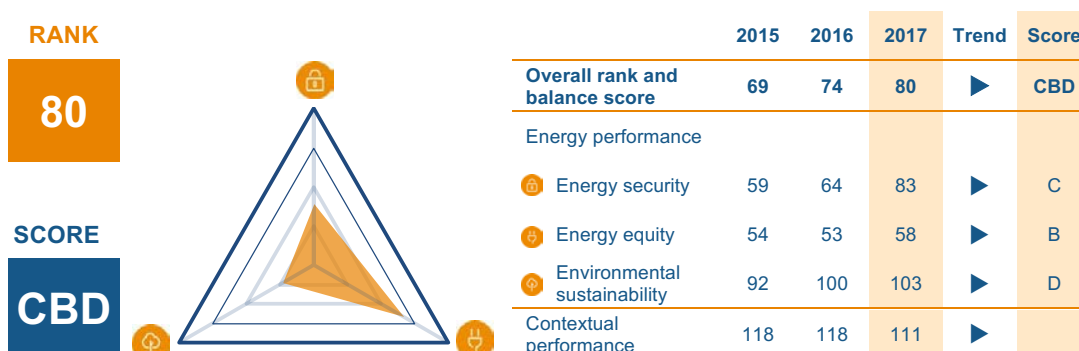 RANK
80
SCORE
CBD
2015 2016 2017 Trend Score
Overall rank and
balance score 69 74 80 ▶ CBD
Energy performance
Energy security 59 64 83 ▶ C
Energy equity 54 53 58 ▶ B
Environmental
sustainability 92 100 103 ▶ D
Contextual
performance 118 118 111 ▶